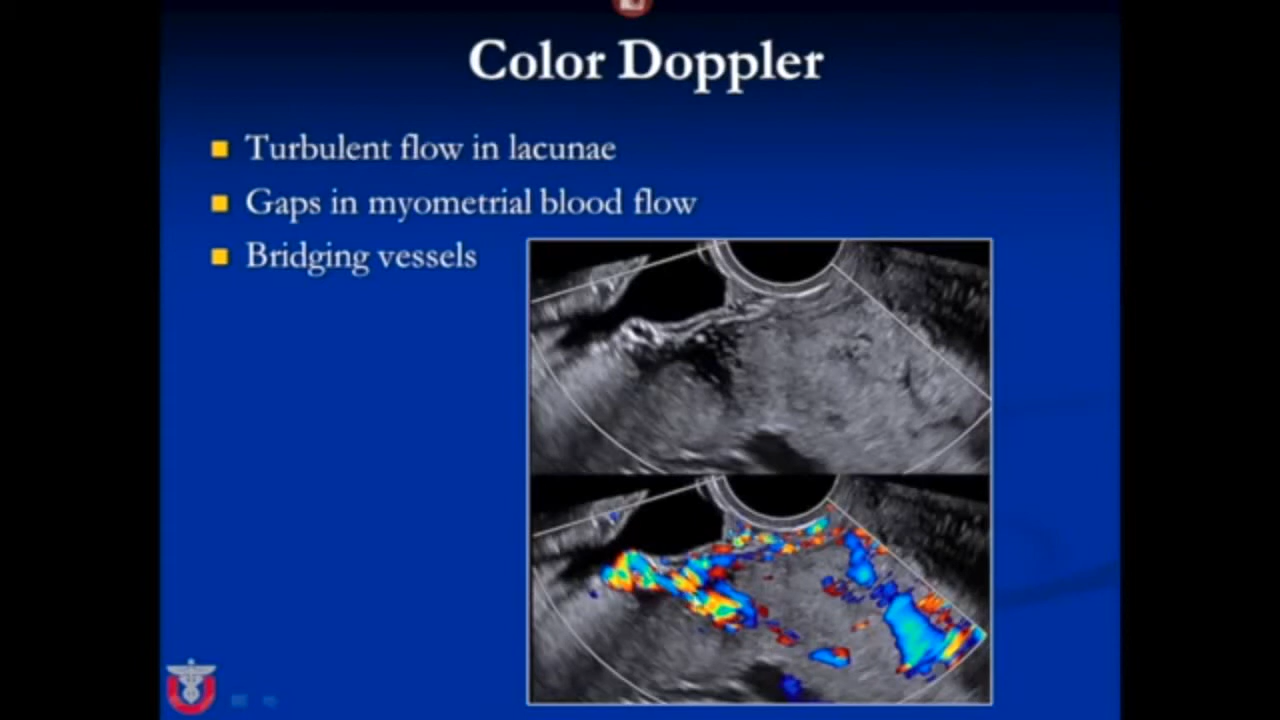 Color Doppler
Turbulent flow in lacunae
Gaps in myometrial blood flow
Bridging vessels